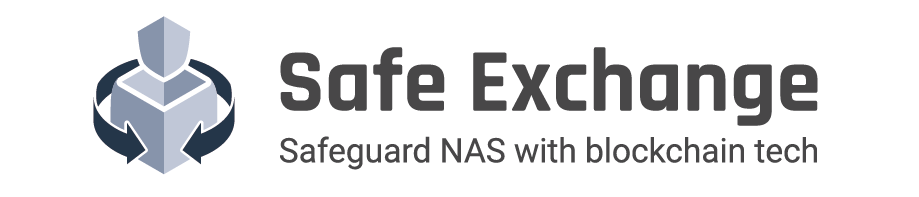 Safe Exchange
Safeguard NAS with blockchain tech